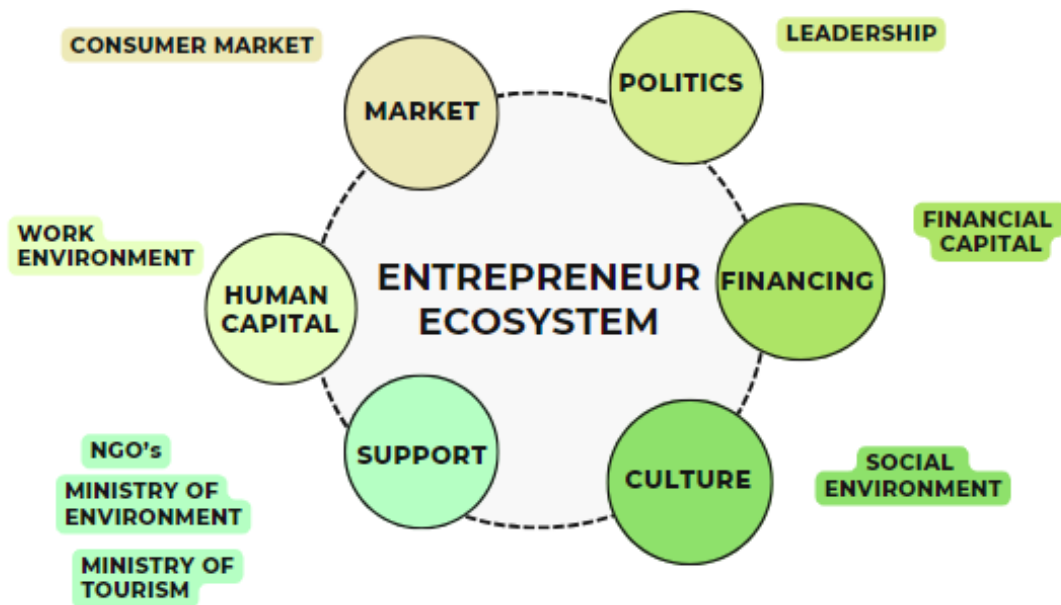 CONSUMER MARKET
LEADERSHIP
POLITICS
MARKET
WORK
ENVIRONMENT
FINANCIAL
CAPITAL
ENTREPRENEUR
ECOSYSTEM
FINANCING
HUMAN
CAPITAL
NGO's
MINISTRY OF
ENVIRONMENT
MINISTRY OF
TOURISM
SUPPORT
CULTURE
SOCIAL
ENVIRONMENT